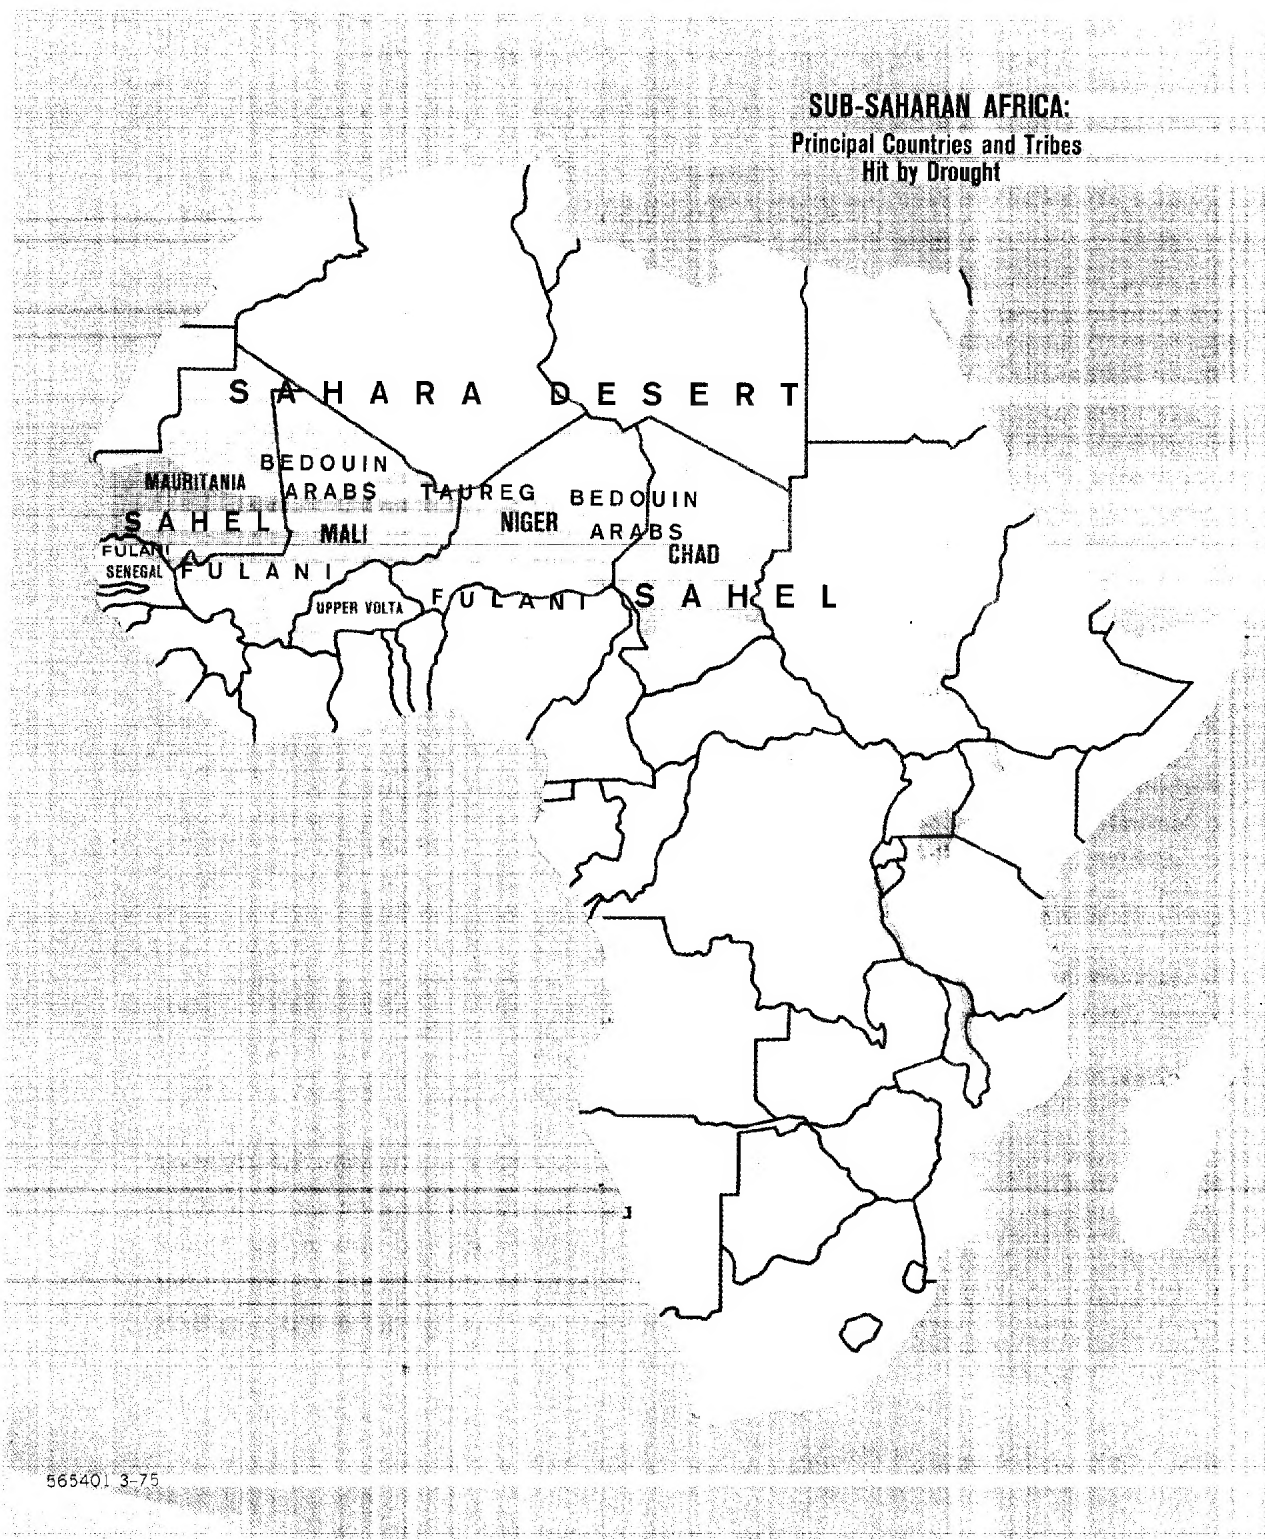 SUB-SAHARAN AFRICA:
Principal Countries and Tribes
Hit by Drought
SAHARA DESERT
BEDOUIN
ARABS
MAURITANIA
TAUREG
BEDOUIN
ARABS
NIGER
SAHEL
MALI
CHAD
FULANI
SENEGAL
FULANI
UPPER VOLTA
FULANI
SAHEL
565401 3-75